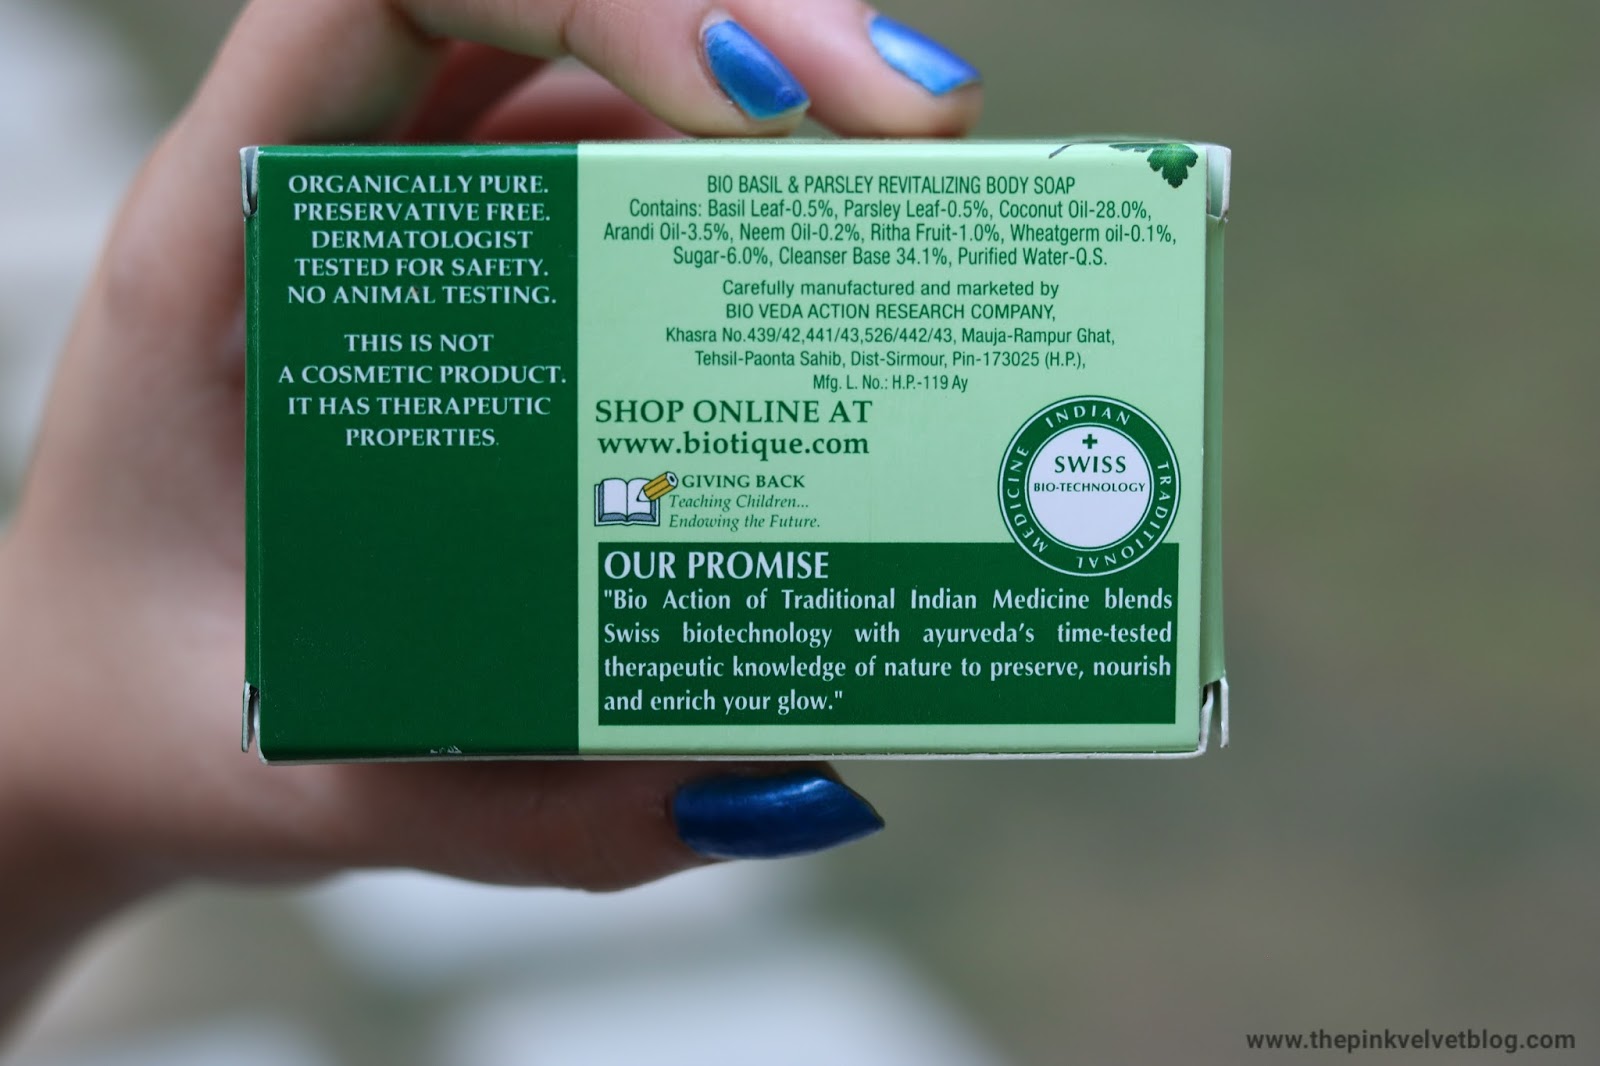 ORGANICALLY PURE.
PRESERVATIVE FREE.
DERMATOLOGIST
TESTED FOR SAFETY.
NO ANIMAL TESTING.
THIS IS NOT
A COSMETIC PRODUCT.
IT HAS THERAPEUTIC
PROPERTIES.
BIO BASIL & PARSLEY REVITALIZING BODY SOAP
Contains: Basil Leaf-0.5%, Parsley Leaf-0.5%, Coconut Oil-28.0%,
Arandi Oil-3.5%, Neem Oil-0.2%, Ritha Fruit-1.0%, Wheatgerm oil-0.1%,
Sugar-6.0%, Cleanser Base 34.1%, Purified Water-Q.S.
Carefully manufactured and marketed by
BIO VEDA ACTION RESEARCH COMPANY,
Khasra No.439/42,441/43,526/442/43, Mauja-Rampur Ghat,
Tehsil-Paonta Sahib, Dist-Sirmour, Pin-173025 (H.P.),
Mfg. L. No.: H.P.-119 Ay
SHOP ONLINE AT
www.biotique.com
GIVING BACK
Teaching Children...
Endowing the Future.
INDIAN TRADITIONAL MEDICINE
SWISS
BIO-TECHNOLOGY
OUR PROMISE
"Bio Action of Traditional Indian Medicine blends
Swiss biotechnology with ayurveda's time-tested
therapeutic knowledge of nature to preserve, nourish
and enrich your glow."
www.thepinkvelvetblog.com